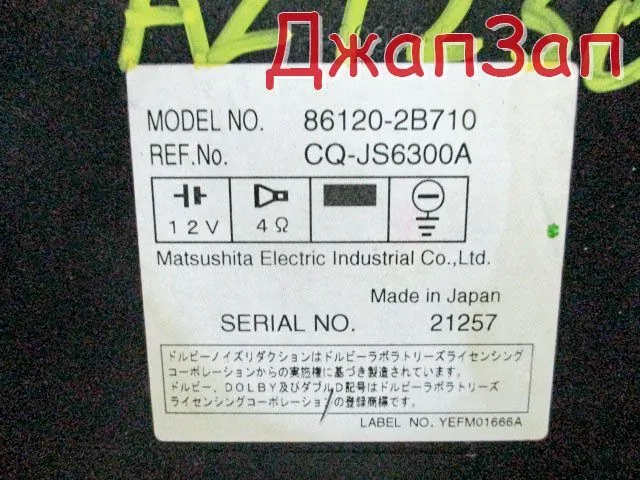 ДжапЗап
MODEL NO. 86120-2B710
REF.No. CQ-JS6300A
12V 4Ω
Matsushita Electric Industrial Co.,Ltd.
Made in Japan
SERIAL NO. 21257
ドルビーノイズリダクションはドルビーラボラトリーズライセンシング
コーポレーションからの実施権に基づき製造されています.
ドルビー、DOLBY及びダブルD記号はドルビーラボラトリーズ
ライセンシングコーポレーションの登録商標です.
LABEL NO. YEFM01666A